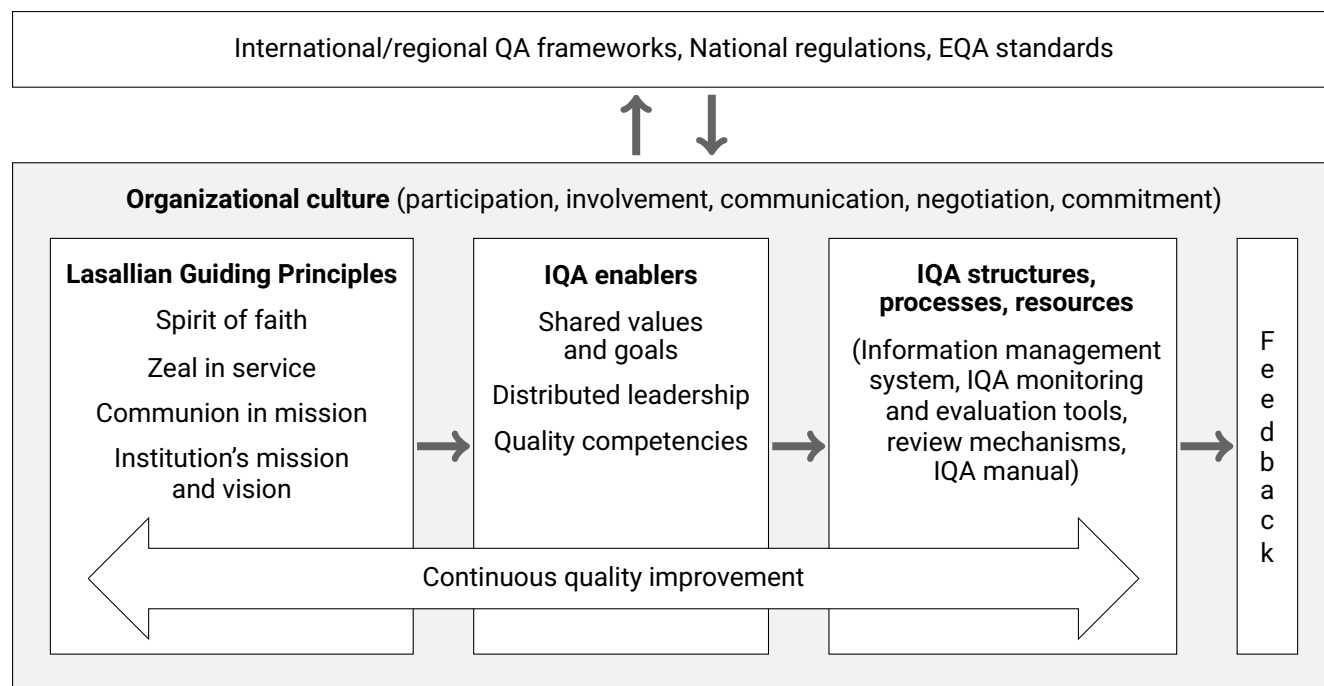 International/regional QA frameworks, National regulations, EQA standards
Organizational culture (participation, involvement, communication, negotiation, commitment)
Lasallian Guiding Principles
Spirit of faith
Zeal in service
Communion in mission
Institution’s mission
and vision
IQA enablers
Shared values
and goals
Distributed leadership
Quality competencies
IQA structures,
processes, resources
(Information management
system, IQA monitoring
and evaluation tools,
review mechanisms,
IQA manual)
Feedback
Continuous quality improvement